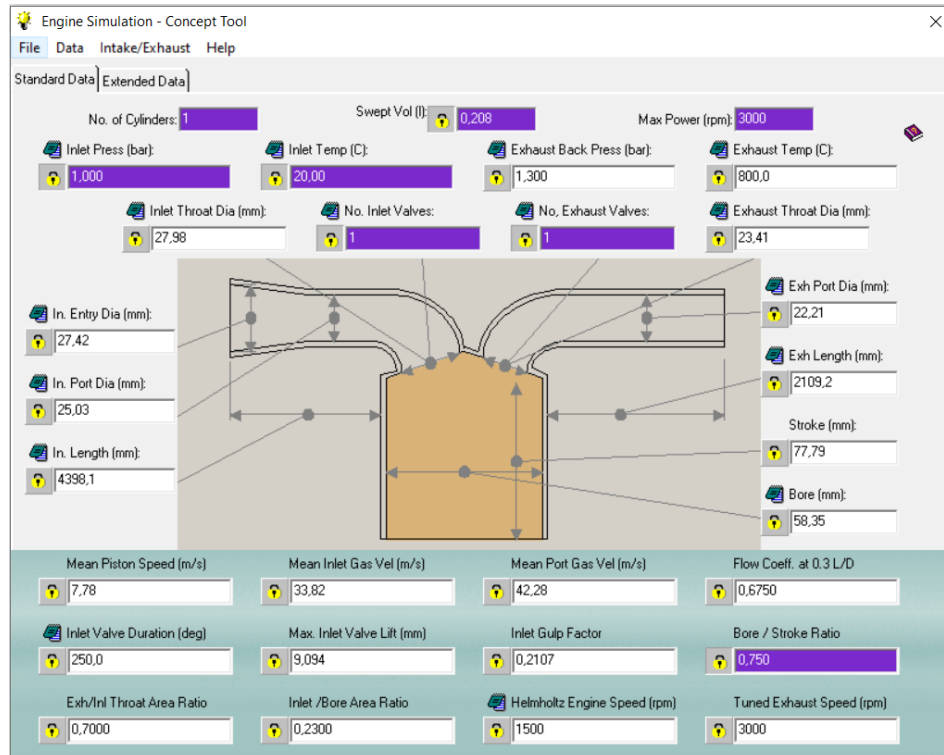 Engine Simulation - Concept Tool
File Data Intake/Exhaust Help
Standard Data Extended Data
No. of Cylinders: 1 Swept Vol (l): 0,208 Max Power (rpm): 3000
Inlet Press (bar): Inlet Temp (C): Exhaust Back Press (bar): Exhaust Temp (C):
1,000 20,00 1,300 800,0
Inlet Throat Dia (mm): No. Inlet Valves: No, Exhaust Valves: Exhaust Throat Dia (mm):
27,98 1 1 23,41
In. Entry Dia (mm):
27,42
In. Port Dia (mm):
25,03
In. Length (mm):
4398,1
Exh Port Dia (mm):
22,21
Exh Length (mm):
2109,2
Stroke (mm):
77,79
Bore (mm):
58,35
Mean Piston Speed (m/s) Mean Inlet Gas Vel (m/s) Mean Port Gas Vel (m/s) Flow Coeff. at 0.3 L/D
7,78 33,82 42,28 0,6750
Inlet Valve Duration (deg) Max. Inlet Valve Lift (mm) Inlet Gulp Factor Bore / Stroke Ratio
250,0 9,094 0,2107 0,750
Exh/Inl Throat Area Ratio Inlet /Bore Area Ratio Helmholtz Engine Speed (rpm) Tuned Exhaust Speed (rpm)
0,7000 0,2300 1500 3000